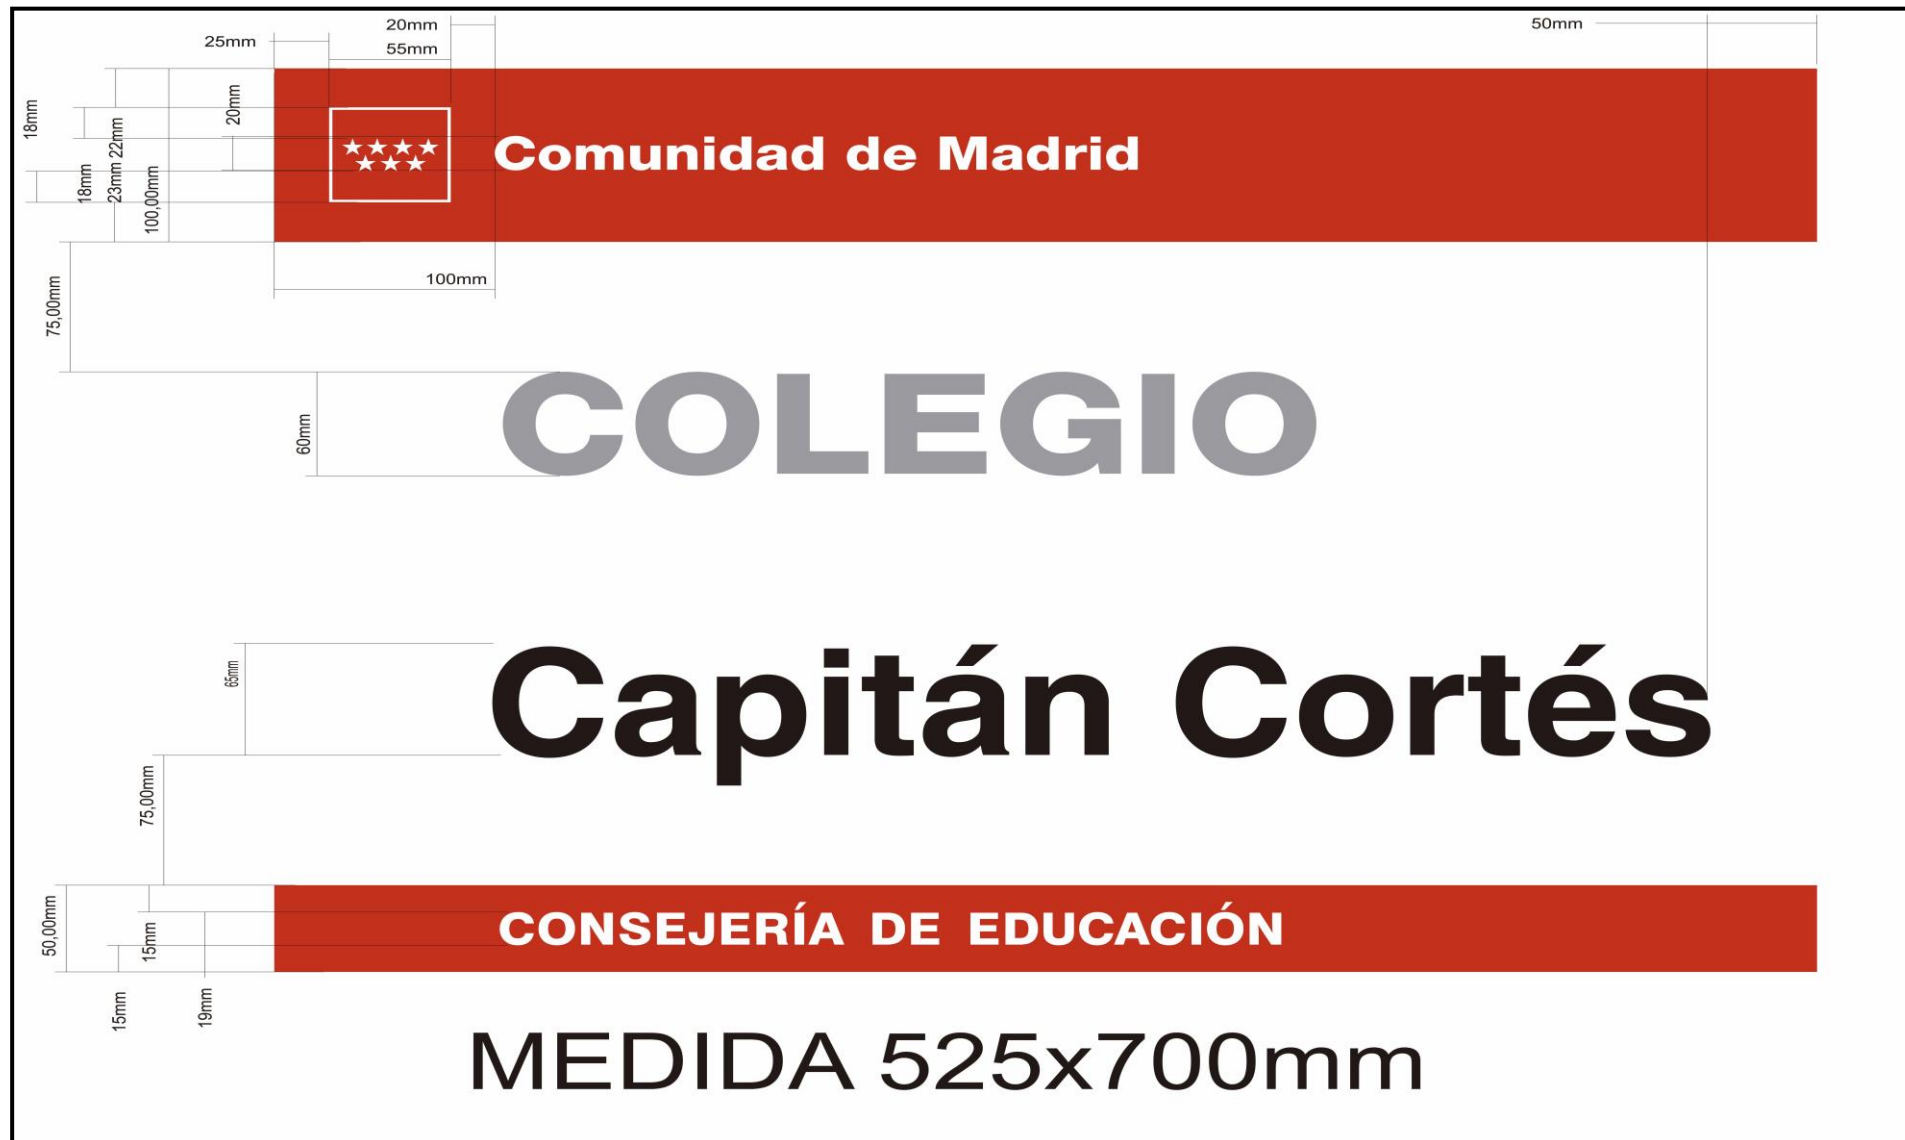 20mm
50mm
25mm
55mm
18mm
20mm
22mm
18mm
23mm
100,00mm
Comunidad de Madrid
100mm
75,00mm
COLEGIO
60mm
65mm
Capitán Cortés
75,00mm
50,00mm
15mm
CONSEJERÍA DE EDUCACIÓN
15mm
19mm
MEDIDA 525x700mm